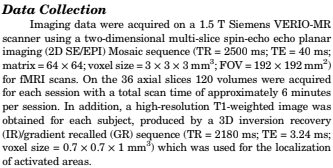 Data Collection
Imaging data were acquired on a 1.5 T Siemens VERIO-MR
scanner using a two-dimensional multi-slice spin-echo echo planar
imaging (2D SE/EPI) Mosaic sequence (TR = 2500 ms; TE = 40 ms;
matrix = 64 × 64; voxel size = 3 × 3 × 3 mm³; FOV = 192 × 192 mm²)
for fMRI scans. On the 36 axial slices 120 volumes were acquired
for each session with a total scan time of approximately 6 minutes
per session. In addition, a high-resolution T1-weighted image was
obtained for each subject, produced by a 3D inversion recovery
(IR)/gradient recalled (GR) sequence (TR = 2180 ms; TE = 3.24 ms;
voxel size = 0.7 × 0.7 × 1 mm³) which was used for the localization
of activated areas.